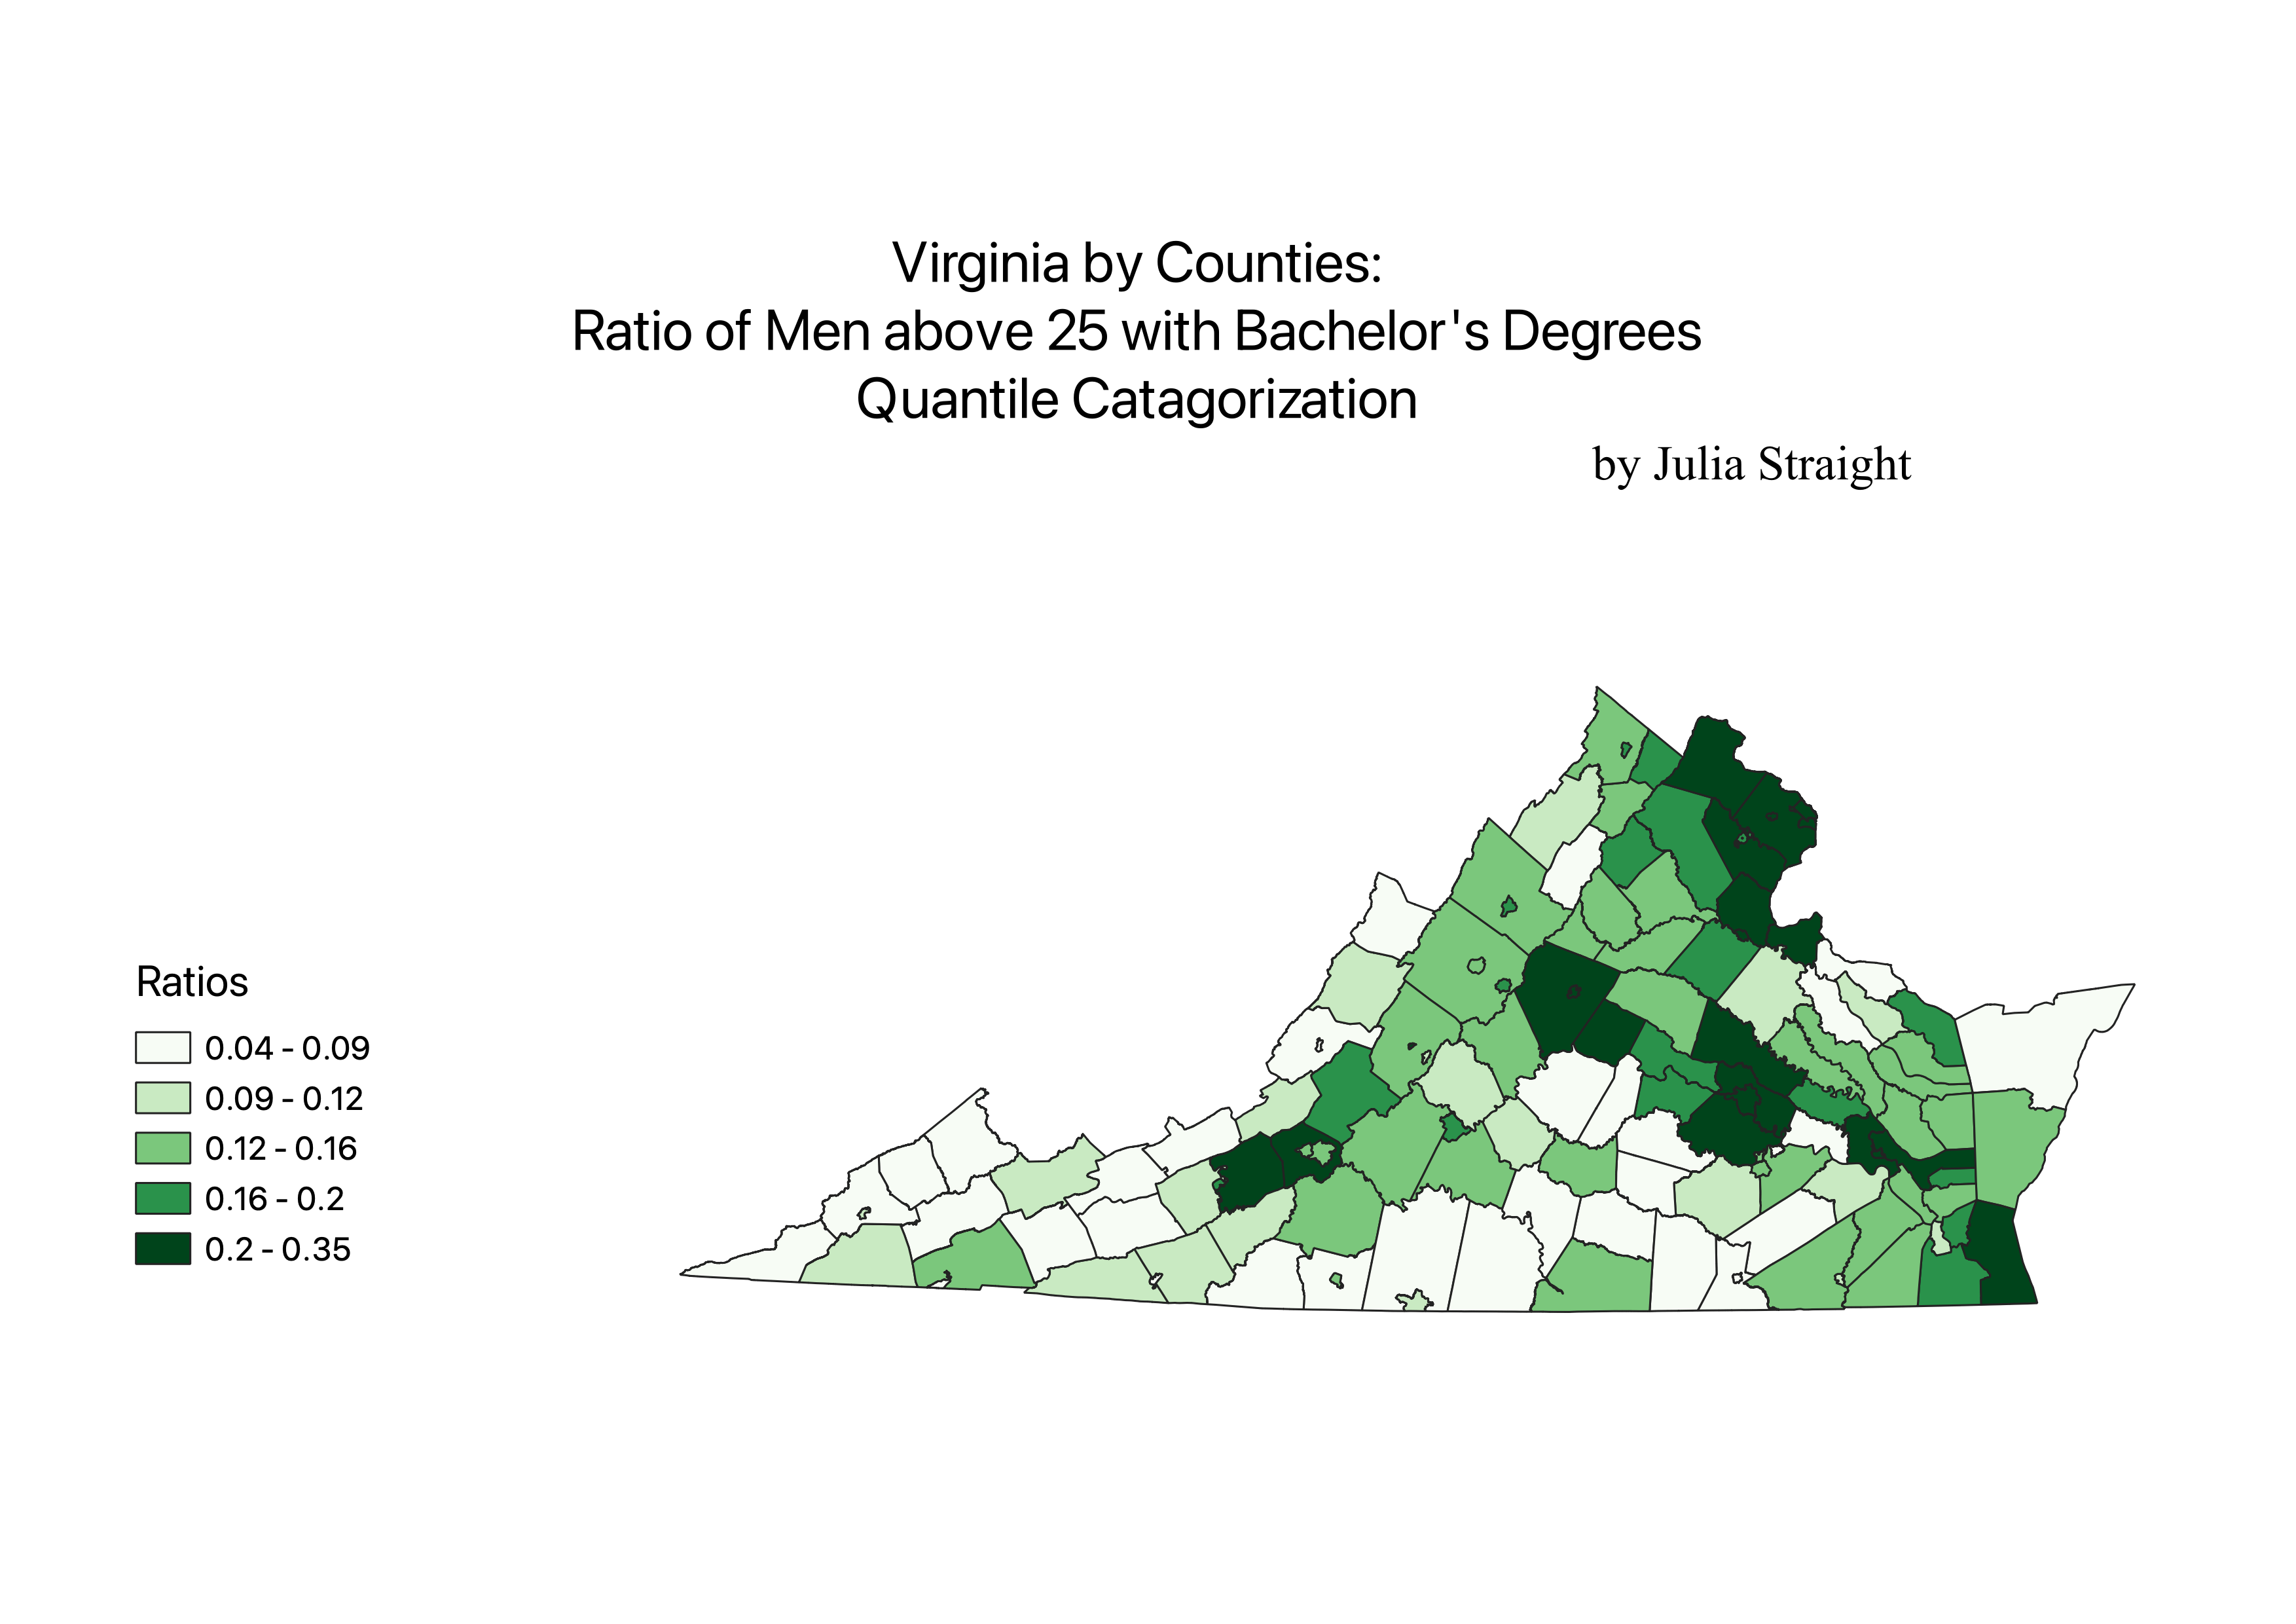 Virginia by Counties:
Ratio of Men above 25 with Bachelor's Degrees
Quantile Catagorization
by Julia Straight
Ratios
0.04 - 0.09
0.09 - 0.12
0.12 - 0.16
0.16 - 0.2
0.2 - 0.35